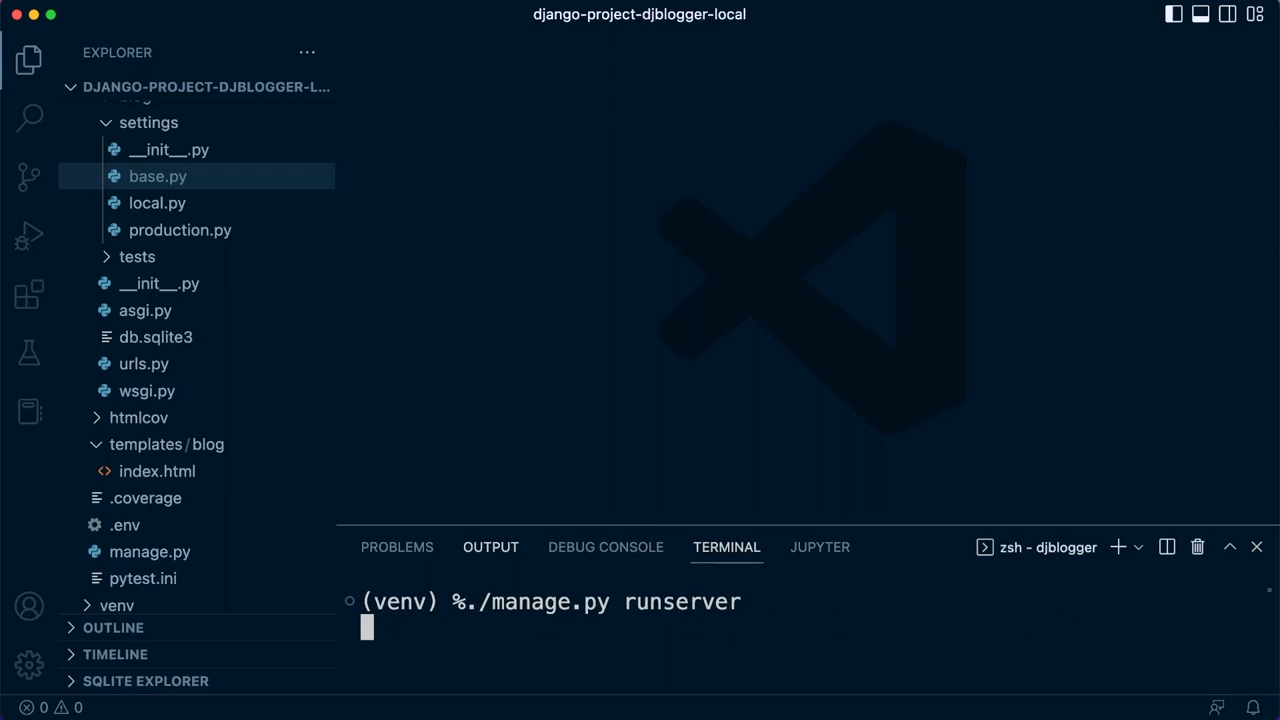 django-project-djblogger-local
EXPLORER
DJANGO-PROJECT-DJBLOGGER-L...
settings
__init__.py
base.py
local.py
production.py
tests
__init__.py
asgi.py
db.sqlite3
urls.py
wsgi.py
htmlcov
templates/blog
index.html
.coverage
.env
manage.py
pytest.ini
venv
OUTLINE
TIMELINE
SQLITE EXPLORER
PROBLEMS OUTPUT DEBUG CONSOLE TERMINAL JUPYTER zsh - djblogger
(venv) %./manage.py runserver
0 0